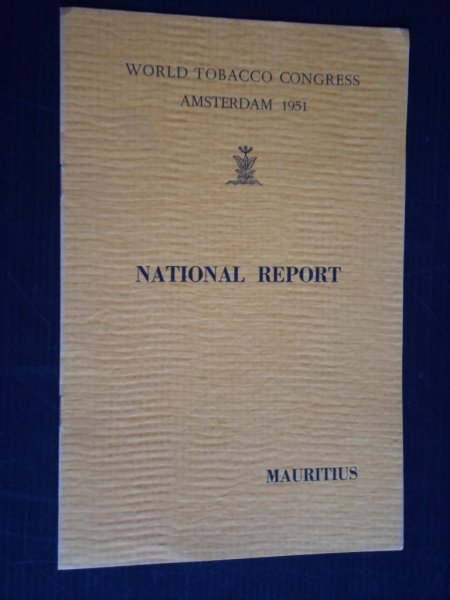 WORLD TOBACCO CONGRESS
AMSTERDAM 1951
NATIONAL REPORT
MAURITIUS